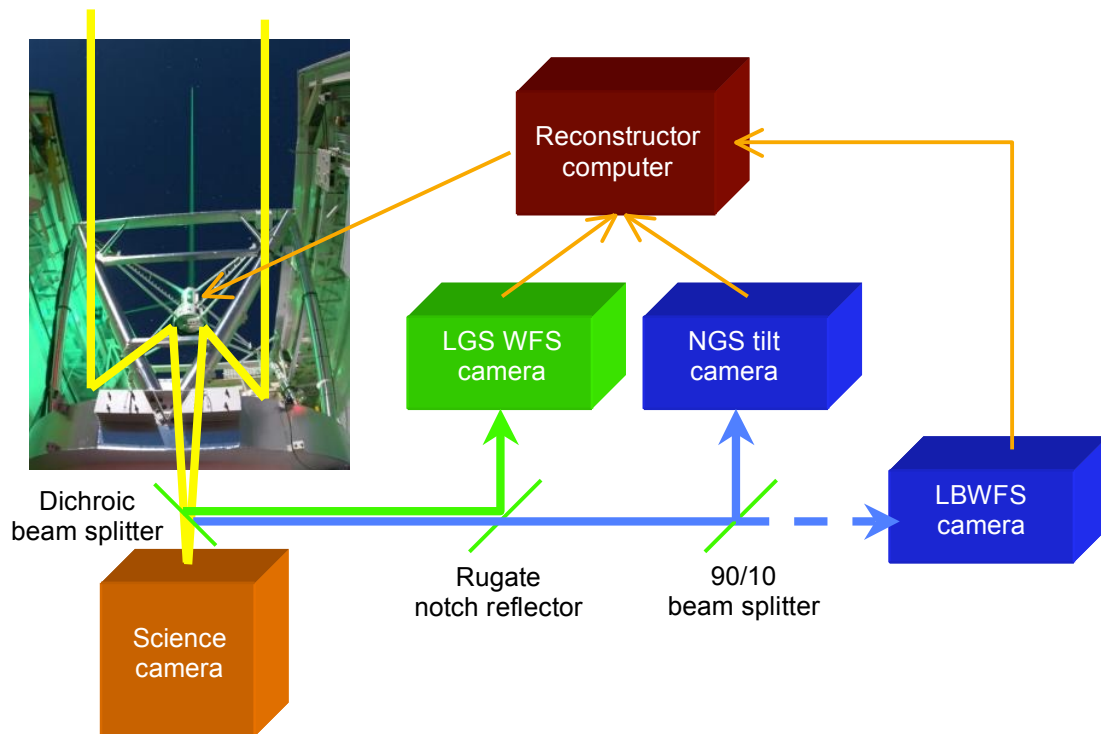 Reconstructor
computer
LGS WFS
camera
NGS tilt
camera
LBWFS
camera
Dichroic
beam splitter
Rugate
notch reflector
90/10
beam splitter
Science
camera